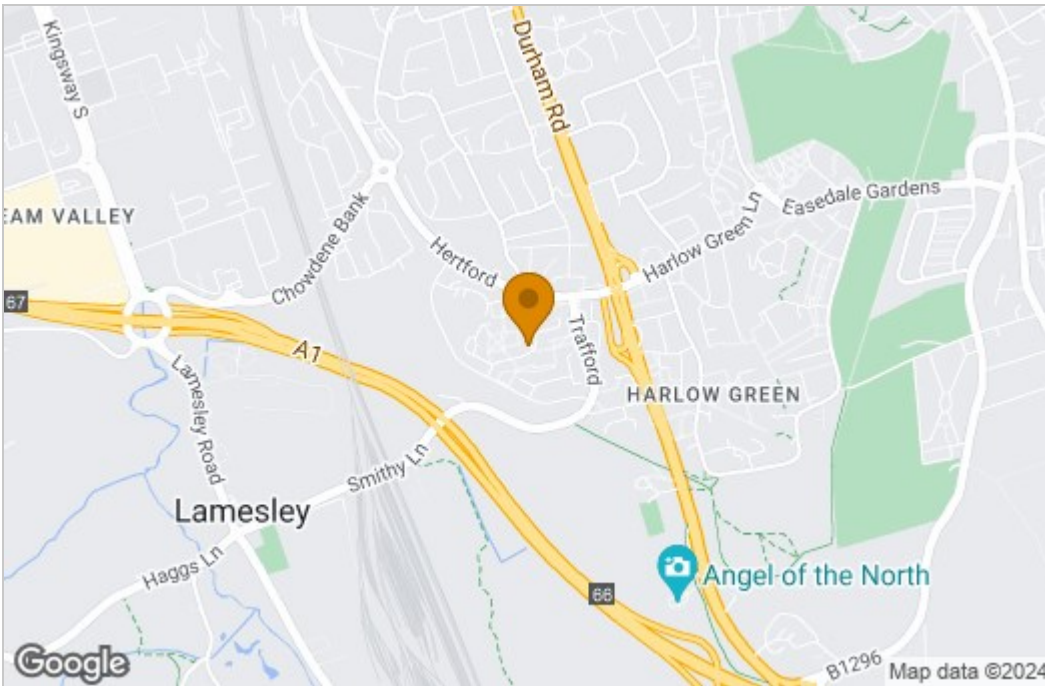 Kingsway S
Durham Rd
EAM VALLEY
Chowdene Bank
Hertford
Harlow Green Ln
Easedale Gardens
67
A1
Trafford
Lamesley Road
HARLOW GREEN
Smithy Ln
Lamesley
Haggs Ln
Angel of the North
66
B1296
Google
Map data ©2024